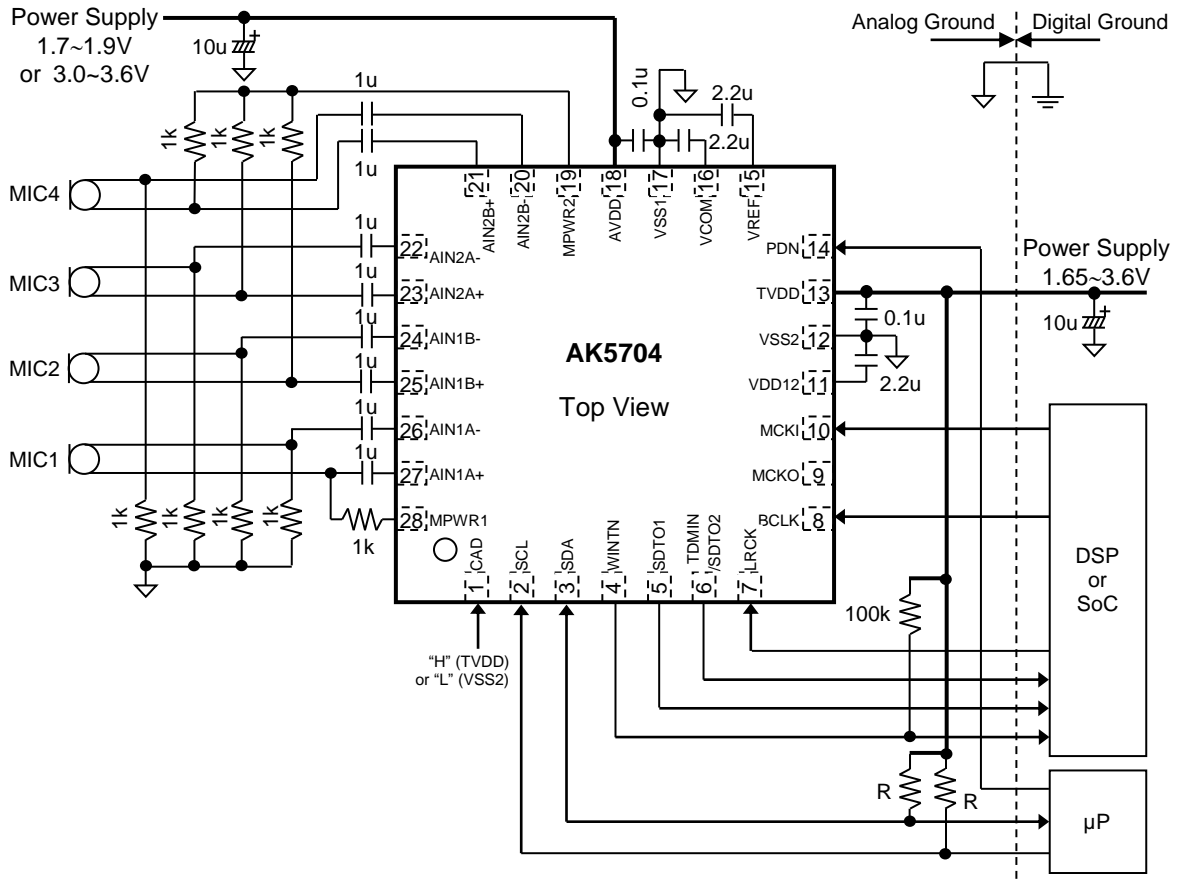 Power Supply
1.7~1.9V
or 3.0~3.6V
10u
Analog Ground
Digital Ground
1u
1u
0.1u
2.2u
2.2u
1k
1k
1k
MIC4
MIC3
MIC2
MIC1
1u
1u
1u
1u
1u
1u
1k
1k
1k
1k
1k
21
20
19
18
17
16
15
AIN2B+
AIN2B-
MPWR2
AVDD
VSS1
VCOM
VREF
22
AIN2A-
23
AIN2A+
24
AIN1B-
25
AIN1B+
26
AIN1A-
27
AIN1A+
28
MPWR1
AK5704
Top View
PDN
14
TVDD
13
VSS2
12
VDD12
11
MCKI
10
MCKO
9
BCLK
8
Power Supply
1.65~3.6V
0.1u
10u
2.2u
CAD
SCL
SDA
WINTN
SDTO1
TDMIN
/SDTO2
LRCK
1
2
3
4
5
6
7
"H" (TVDD)
or "L" (VSS2)
100k
DSP
or
SoC
R
R
µP